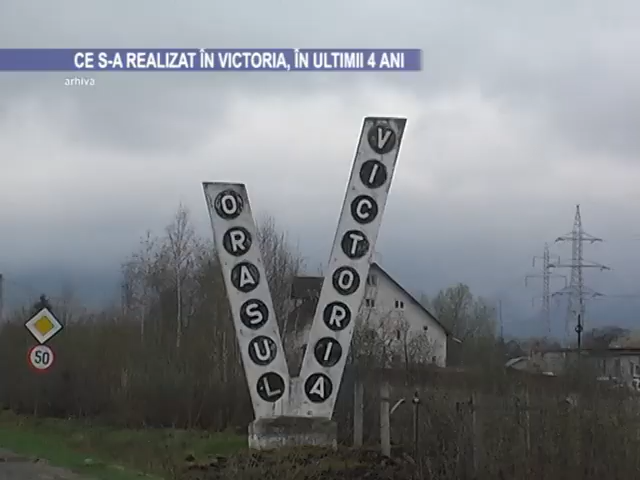 CE S-A REALIZAT ÎN VICTORIA, ÎN ULTIMII 4 ANI
arhiva
ORASUL
VICTORIA
50